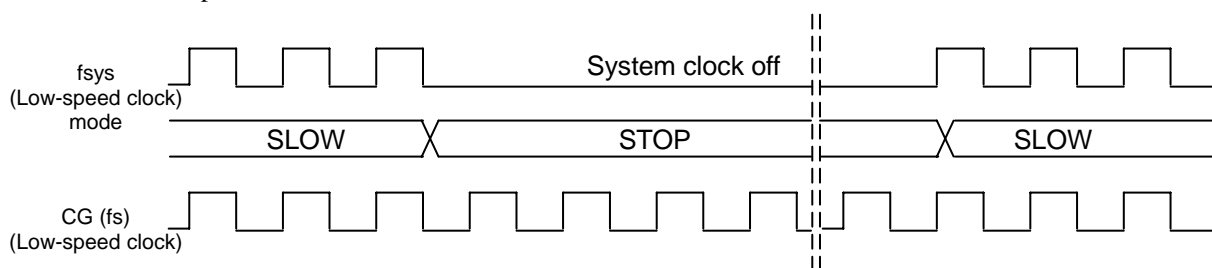 fsys
(Low-speed clock)
mode
System clock off
SLOW
STOP
SLOW
CG (fs)
(Low-speed clock)